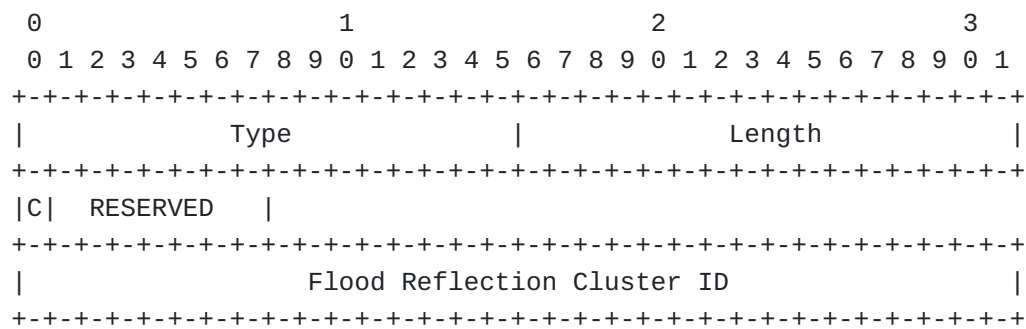 0                   1                   2                   3
 0 1 2 3 4 5 6 7 8 9 0 1 2 3 4 5 6 7 8 9 0 1 2 3 4 5 6 7 8 9 0 1
+-+-+-+-+-+-+-+-+-+-+-+-+-+-+-+-+-+-+-+-+-+-+-+-+-+-+-+-+-+-+-+-+
|             Type              |             Length            |
+-+-+-+-+-+-+-+-+-+-+-+-+-+-+-+-+-+-+-+-+-+-+-+-+-+-+-+-+-+-+-+-+
|C|  RESERVED   |
+-+-+-+-+-+-+-+-+-+-+-+-+-+-+-+-+-+-+-+-+-+-+-+-+-+-+-+-+-+-+-+-+
|                  Flood Reflection Cluster ID                  |
+-+-+-+-+-+-+-+-+-+-+-+-+-+-+-+-+-+-+-+-+-+-+-+-+-+-+-+-+-+-+-+-+